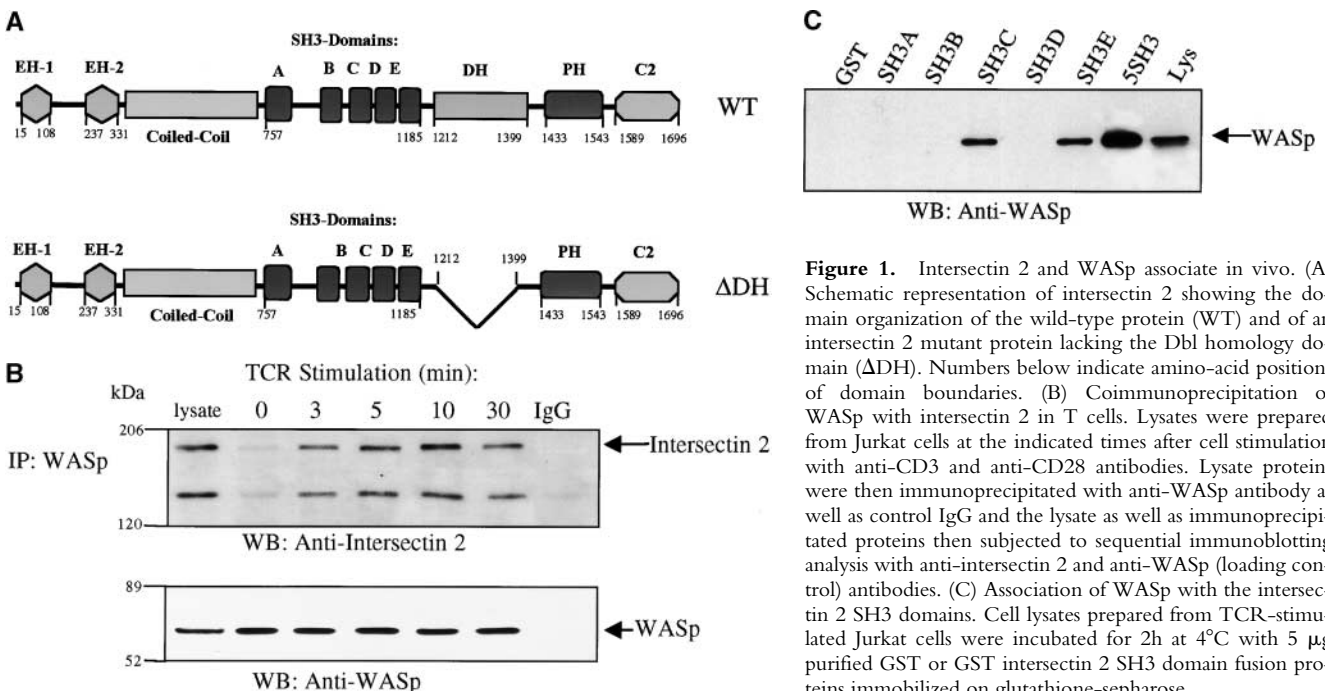 A
SH3-Domains:
EH-1 EH-2 A B C D E DH PH C2
WT
15 108 237 331 757 1185 1212 1399 1433 1543 1589 1696
Coiled-Coil
SH3-Domains:
EH-1 EH-2 A B C D E 1212 1399 PH C2
ΔDH
15 108 237 331 757 1185 1433 1543 1589 1696
Coiled-Coil
B
TCR Stimulation (min):
kDa
lysate 0 3 5 10 30 IgG
206
IP: WASp
Intersectin 2
120
WB: Anti-Intersectin 2
89
WASp
52
WB: Anti-WASp
C
GST SH3A SH3B SH3C SH3D SH3E 5SH3 Lys
WASp
WB: Anti-WASp
Figure 1. Intersectin 2 and WASp associate in vivo. (A
Schematic representation of intersectin 2 showing the do-
main organization of the wild-type protein (WT) and of an
intersectin 2 mutant protein lacking the Dbl homology do-
main (ΔDH). Numbers below indicate amino-acid position
of domain boundaries. (B) Coimmunoprecipitation o
WASp with intersectin 2 in T cells. Lysates were prepared
from Jurkat cells at the indicated times after cell stimulation
with anti-CD3 and anti-CD28 antibodies. Lysate protein
were then immunoprecipitated with anti-WASp antibody a
well as control IgG and the lysate as well as immunoprecipi-
tated proteins then subjected to sequential immunoblotting
analysis with anti-intersectin 2 and anti-WASp (loading con-
trol) antibodies. (C) Association of WASp with the intersec-
tin 2 SH3 domains. Cell lysates prepared from TCR-stimu-
lated Jurkat cells were incubated for 2h at 4°C with 5 μg
purified GST or GST intersectin 2 SH3 domain fusion pro-
teins immobilized on glutathione-sepharose.